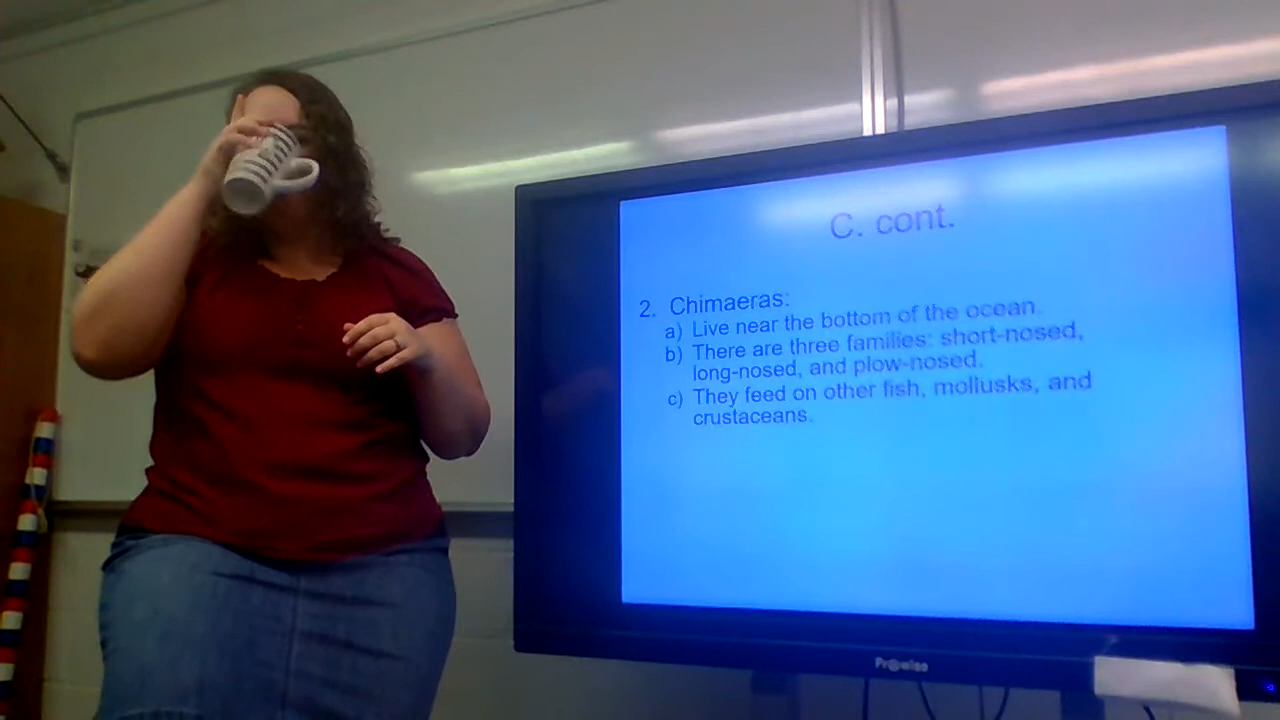 C. cont.
2. Chimaeras:
a) Live near the bottom of the ocean.
b) There are three families: short-nosed,
long-nosed, and plow-nosed.
c) They feed on other fish, mollusks, and
crustaceans.
Prowise